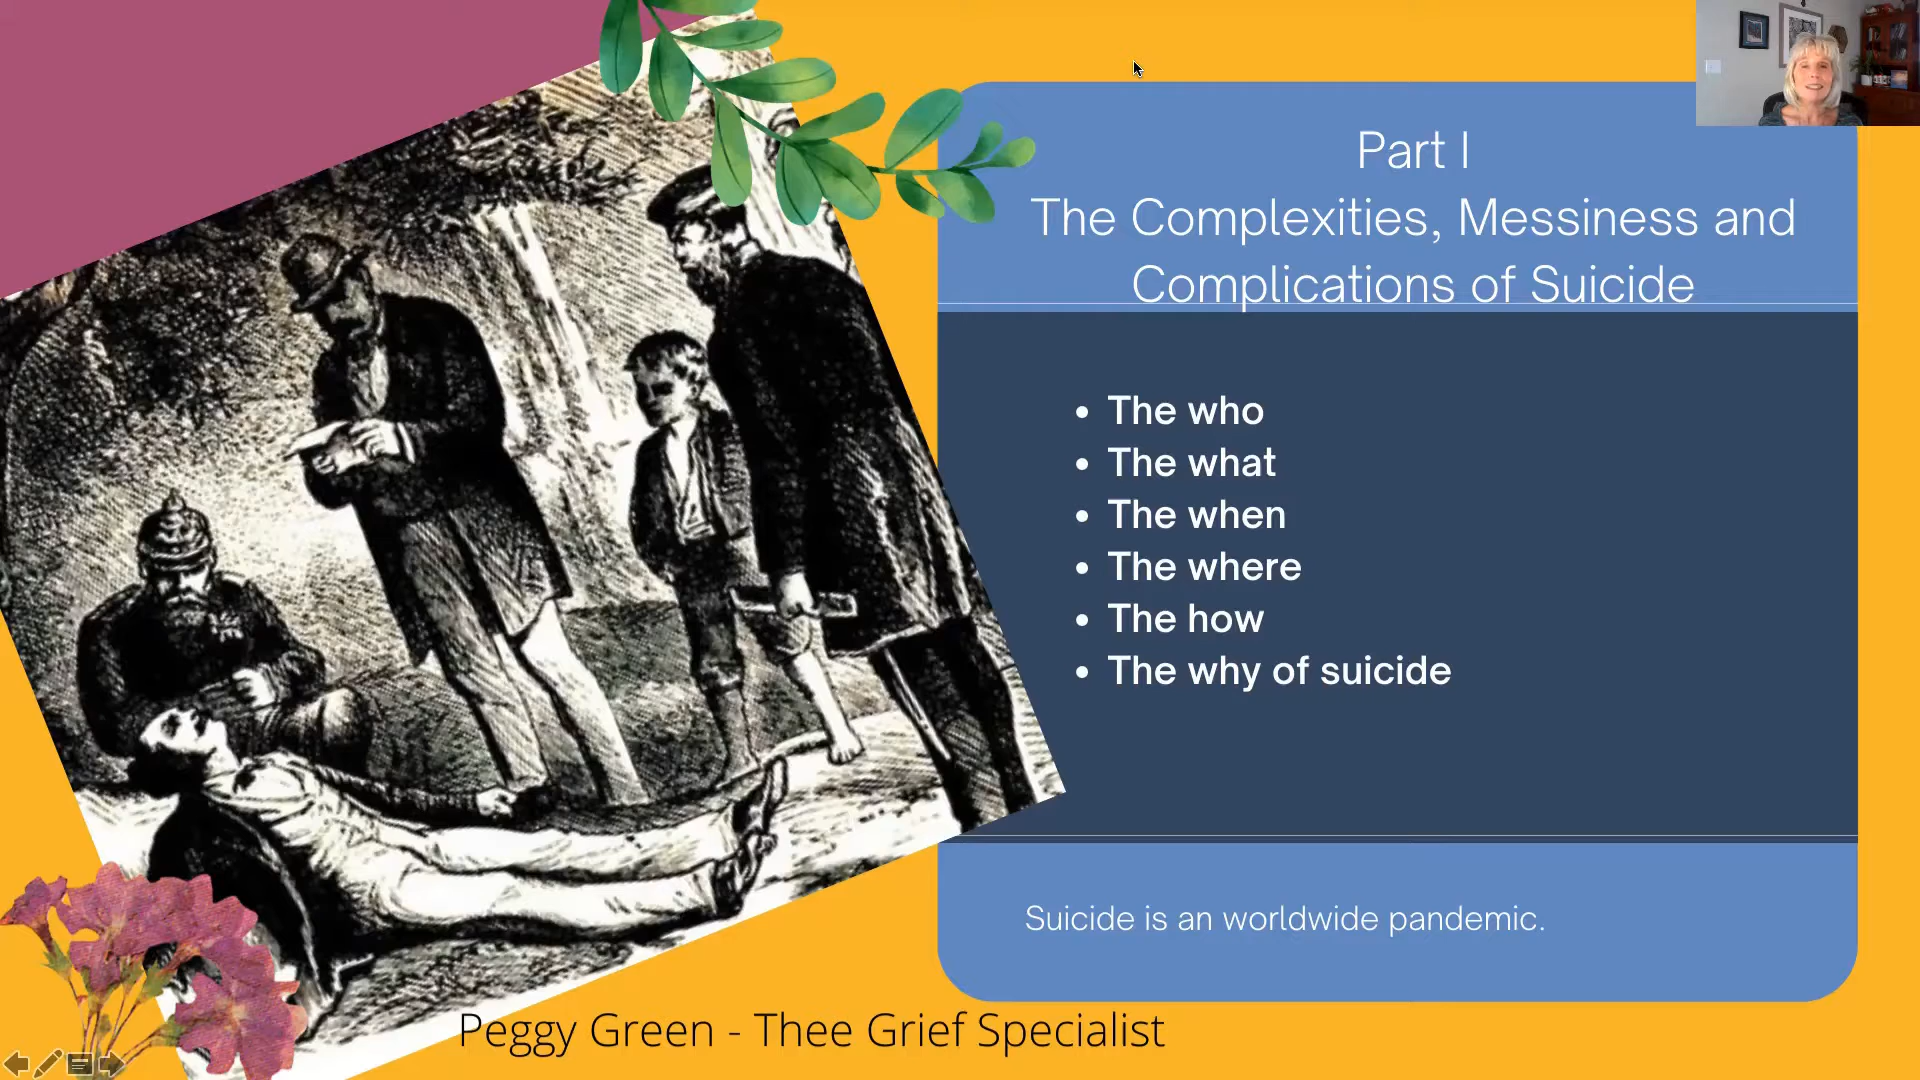 Part I
The Complexities, Messiness and
Complications of Suicide
The who
The what
The when
The where
The how
The why of suicide
Suicide is an worldwide pandemic.
Peggy Green - Thee Grief Specialist